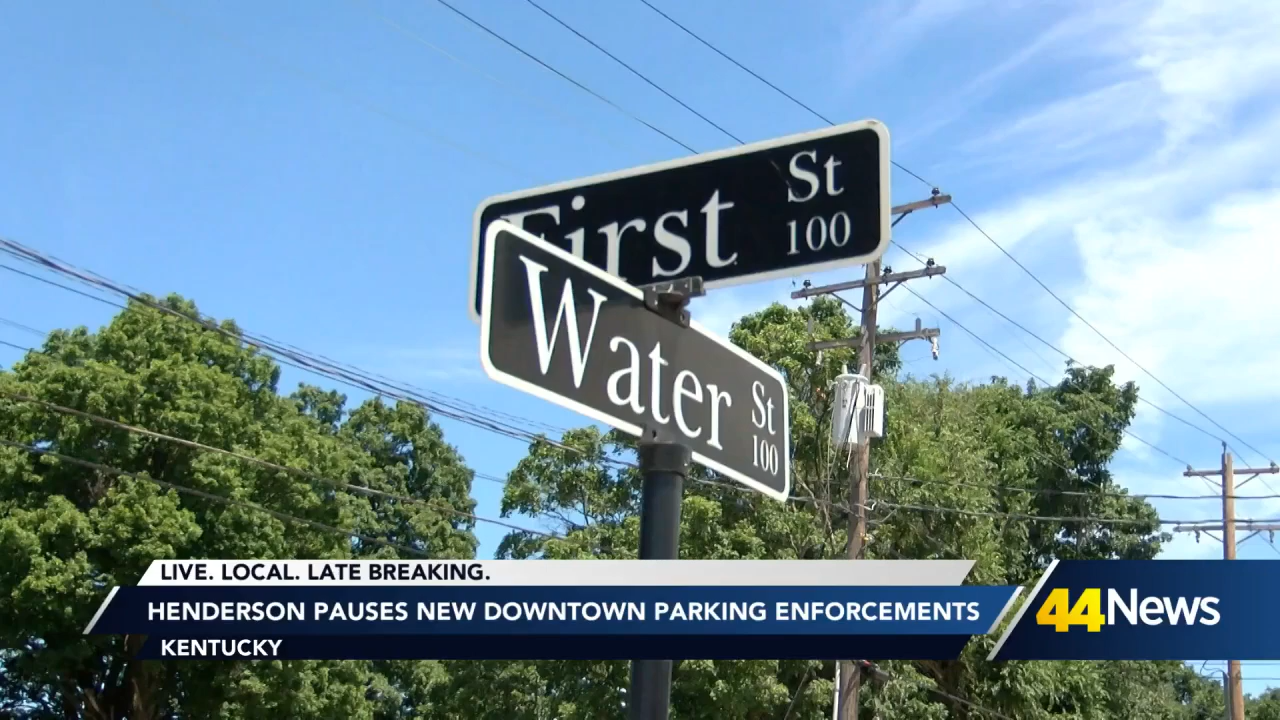 First St
100
Water St
100
LIVE. LOCAL. LATE BREAKING.
HENDERSON PAUSES NEW DOWNTOWN PARKING ENFORCEMENTS
KENTUCKY
44News